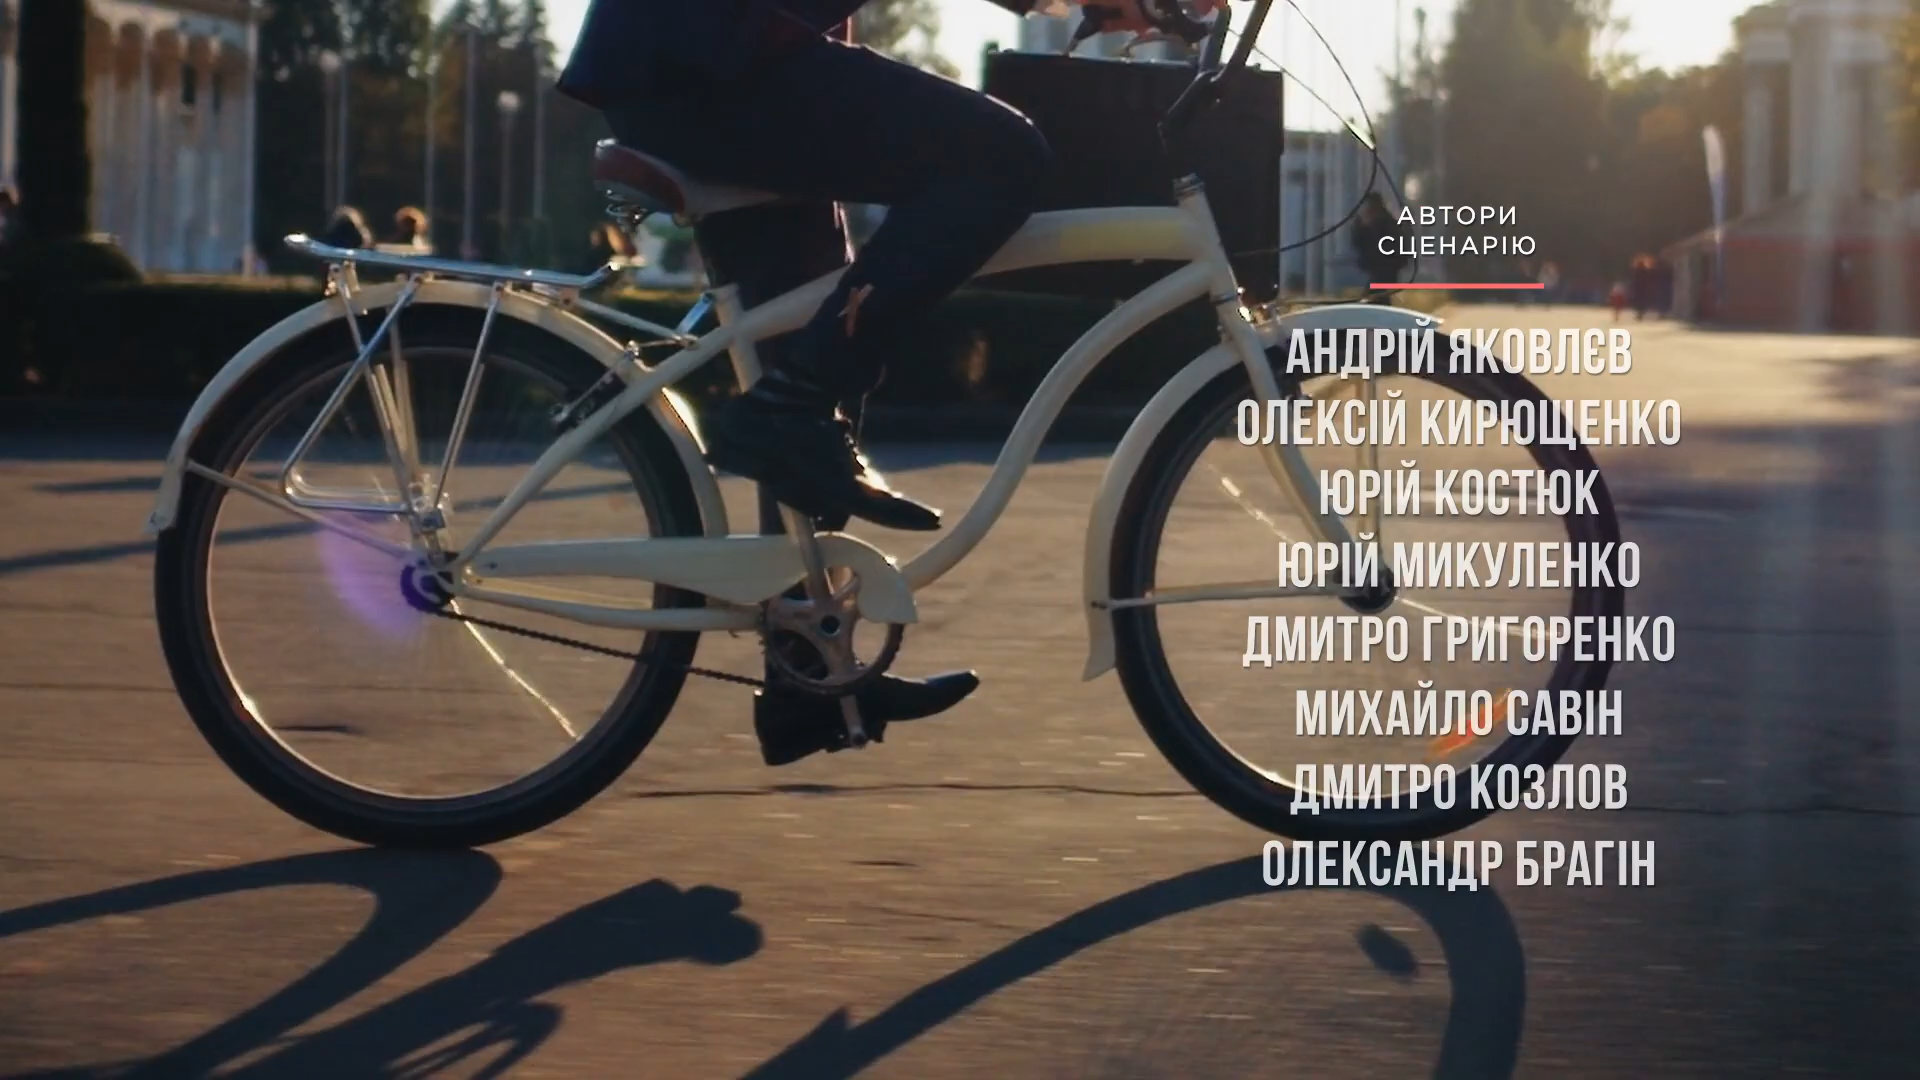 АВТОРИ
СЦЕНАРІЮ
АНДРІЙ ЯКОВЛЄВ
ОЛЕКСІЙ КИРЮЩЕНКО
ЮРІЙ КОСТЮК
ЮРІЙ МИКУЛЕНКО
ДМИТРО ГРИГОРЕНКО
МИХАЙЛО САВІН
ДМИТРО КОЗЛОВ
ОЛЕКСАНДР БРАГІН